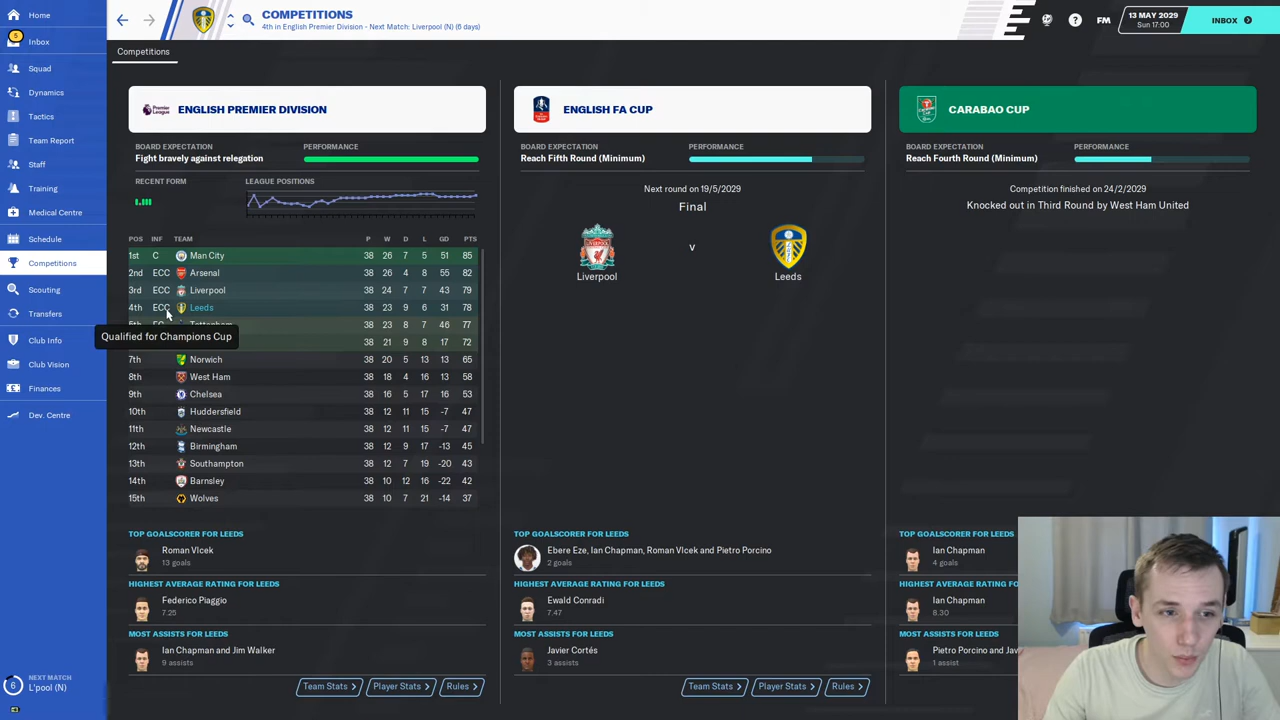 Home
5
Inbox
Squad
Dynamics
Tactics
Team Report
Staff
Training
Medical Centre
Schedule
Competitions
Scouting
Transfers
Club Info
Club Vision
Finances
Dev. Centre
NEXT MATCH
6 L'pool (N)
COMPETITIONS
4th in English Premier Division - Next Match: Liverpool (N) (6 days)
? FM
13 MAY 2029
Sun 17:00
INBOX
Competitions
Premier League ENGLISH PREMIER DIVISION
BOARD EXPECTATION PERFORMANCE
Fight bravely against relegation
RECENT FORM LEAGUE POSITIONS
POS INF TEAM P W D L GD PTS
1st C Man City 38 26 7 5 51 85
2nd ECC Arsenal 38 26 4 8 55 82
3rd ECC Liverpool 38 24 7 7 43 79
4th ECC Leeds 38 23 9 6 31 78
38 23 8 7 46 77
Qualified for Champions Cup 38 21 9 8 17 72
7th Norwich 38 20 5 13 13 65
8th West Ham 38 18 4 16 13 58
9th Chelsea 38 16 5 17 16 53
10th Huddersfield 38 12 11 15 -7 47
11th Newcastle 38 12 11 15 -7 47
12th Birmingham 38 12 9 17 -13 45
13th Southampton 38 12 7 19 -20 43
14th Barnsley 38 10 12 16 -22 42
15th Wolves 38 10 7 21 -14 37
TOP GOALSCORER FOR LEEDS
Roman Vlcek
13 goals
HIGHEST AVERAGE RATING FOR LEEDS
Federico Piaggio
7.25
MOST ASSISTS FOR LEEDS
Ian Chapman and Jim Walker
9 assists
Team Stats Player Stats Rules
ENGLISH FA CUP
BOARD EXPECTATION PERFORMANCE
Reach Fifth Round (Minimum)
Next round on 19/5/2029
Final
Liverpool v Leeds
TOP GOALSCORER FOR LEEDS
Ebere Eze, Ian Chapman, Roman Vlcek and Pietro Porcino
2 goals
HIGHEST AVERAGE RATING FOR LEEDS
Ewald Conradi
7.47
MOST ASSISTS FOR LEEDS
Javier Cortés
3 assists
Team Stats Player Stats Rules
CARABAO CUP
BOARD EXPECTATION PERFORMANCE
Reach Fourth Round (Minimum)
Competition finished on 24/2/2029
Knocked out in Third Round by West Ham United
TOP GOALSCORER FOR LEEDS
Ian Chapman
4 goals
HIGHEST AVERAGE RATING FO
Ian Chapman
8.30
MOST ASSISTS FOR LEEDS
Pietro Porcino and Jav
1 assist
Team Stats